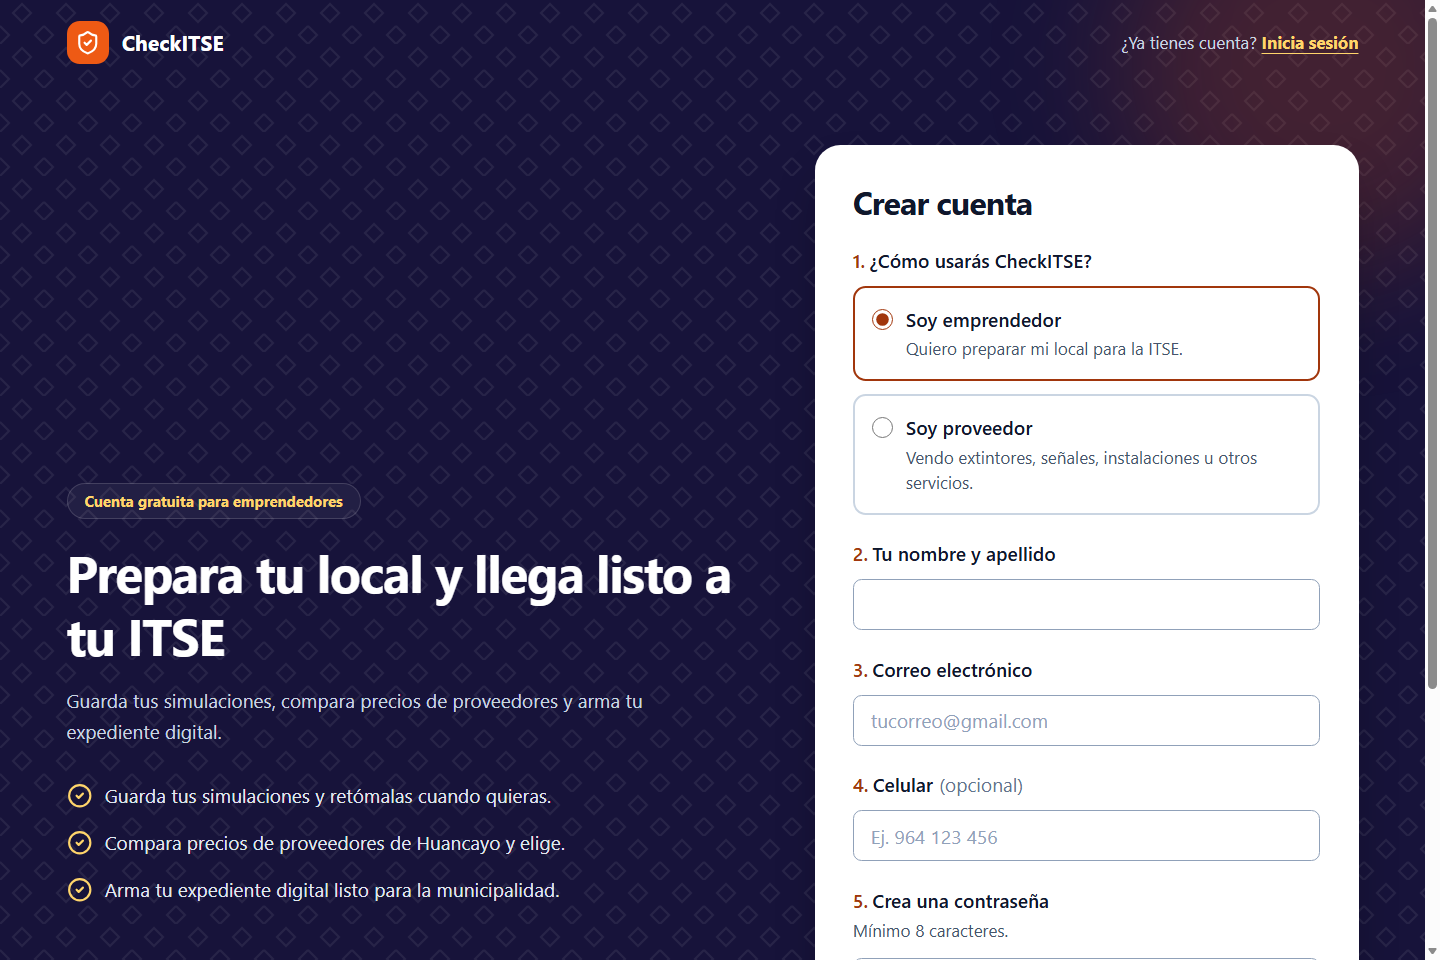 CheckITSE
¿Ya tienes cuenta? Inicia sesión
Cuenta gratuita para emprendedores
Prepara tu local y llega listo a
tu ITSE
Guarda tus simulaciones, compara precios de proveedores y arma tu
expediente digital.
Guarda tus simulaciones y retómalas cuando quieras.
Compara precios de proveedores de Huancayo y elige.
Arma tu expediente digital listo para la municipalidad.
Crear cuenta
1. ¿Cómo usarás CheckITSE?
Soy emprendedor
Quiero preparar mi local para la ITSE.
Soy proveedor
Vendo extintores, señales, instalaciones u otros
servicios.
2. Tu nombre y apellido
3. Correo electrónico
tucorreo@gmail.com
4. Celular (opcional)
Ej. 964 123 456
5. Crea una contraseña
Mínimo 8 caracteres.